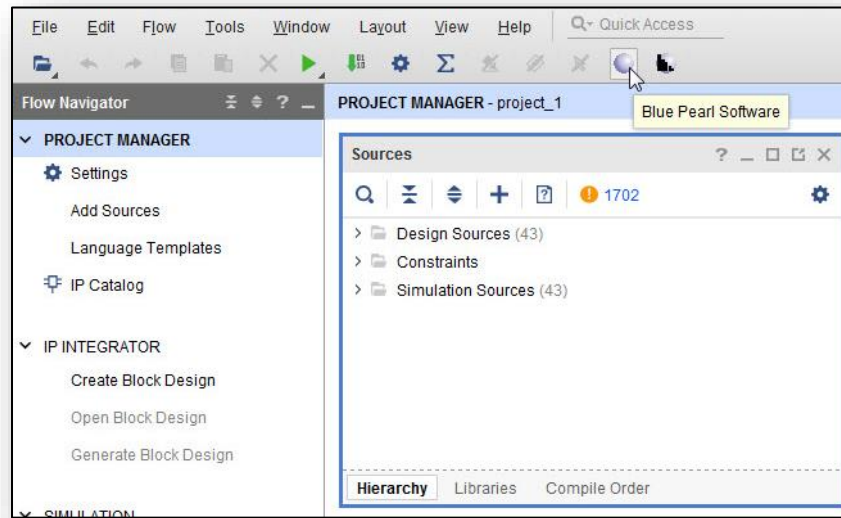 File Edit Flow Tools Window Layout View Help Quick Access
Flow Navigator ? PROJECT MANAGER - project_1
Blue Pearl Software
PROJECT MANAGER
Settings
Add Sources
Language Templates
IP Catalog
IP INTEGRATOR
Create Block Design
Open Block Design
Generate Block Design
SIMULATION
Sources ?
1702
Design Sources (43)
Constraints
Simulation Sources (43)
Hierarchy Libraries Compile Order